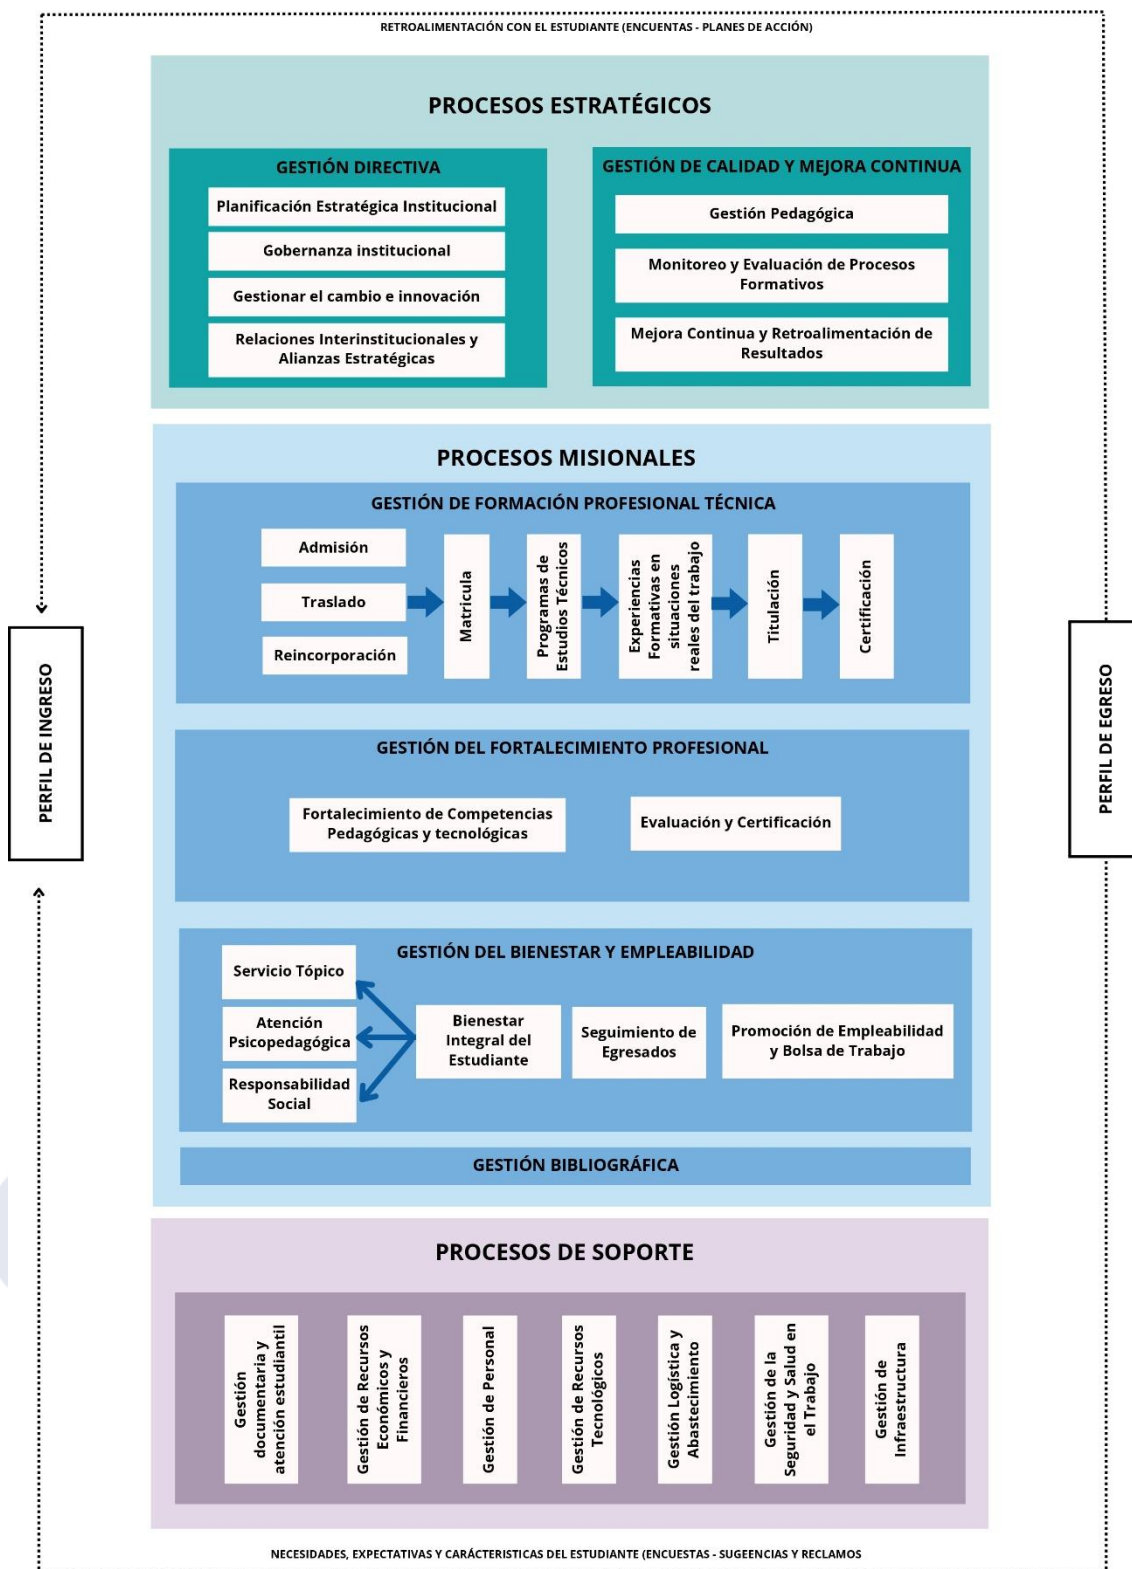 RETROALIMENTACIÓN CON EL ESTUDIANTE (ENCUENTAS - PLANES DE ACCIÓN)
PROCESOS ESTRATÉGICOS
GESTIÓN DIRECTIVA
Planificación Estratégica Institucional
Gobernanza institucional
Gestionar el cambio e innovación
Relaciones Interinstitucionales y
Alianzas Estratégicas
GESTIÓN DE CALIDAD Y MEJORA CONTINUA
Gestión Pedagógica
Monitoreo y Evaluación de Procesos
Formativos
Mejora Continua y Retroalimentación de
Resultados
PERFIL DE INGRESO
PROCESOS MISIONALES
GESTIÓN DE FORMACIÓN PROFESIONAL TÉCNICA
Admisión
Traslado
Reincorporación
Matricula
Programas de
Estudios Técnicos
Experiencias
Formativas en
situaciones
reales del trabajo
Titulación
Certificación
GESTIÓN DEL FORTALECIMIENTO PROFESIONAL
Fortalecimiento de Competencias
Pedagógicas y tecnológicas
Evaluación y Certificación
GESTIÓN DEL BIENESTAR Y EMPLEABILIDAD
Servicio Tópico
Atención
Psicopedagógica
Responsabilidad
Social
Bienestar
Integral del
Estudiante
Seguimiento de
Egresados
Promoción de Empleabilidad
y Bolsa de Trabajo
GESTIÓN BIBLIOGRÁFICA
PERFIL DE EGRESO
PROCESOS DE SOPORTE
Gestión
documentaria y
atención estudiantil
Gestión de Recursos
Económicos y
Financieros
Gestión de Personal
Gestión de Recursos
Tecnológicos
Gestión Logística y
Abastecimiento
Gestión de la
Seguridad y Salud en
el Trabajo
Gestión de
Infraestructura
NECESIDADES, EXPECTATIVAS Y CARÁCTERISTICAS DEL ESTUDIANTE (ENCUESTAS - SUGEENCIAS Y RECLAMOS